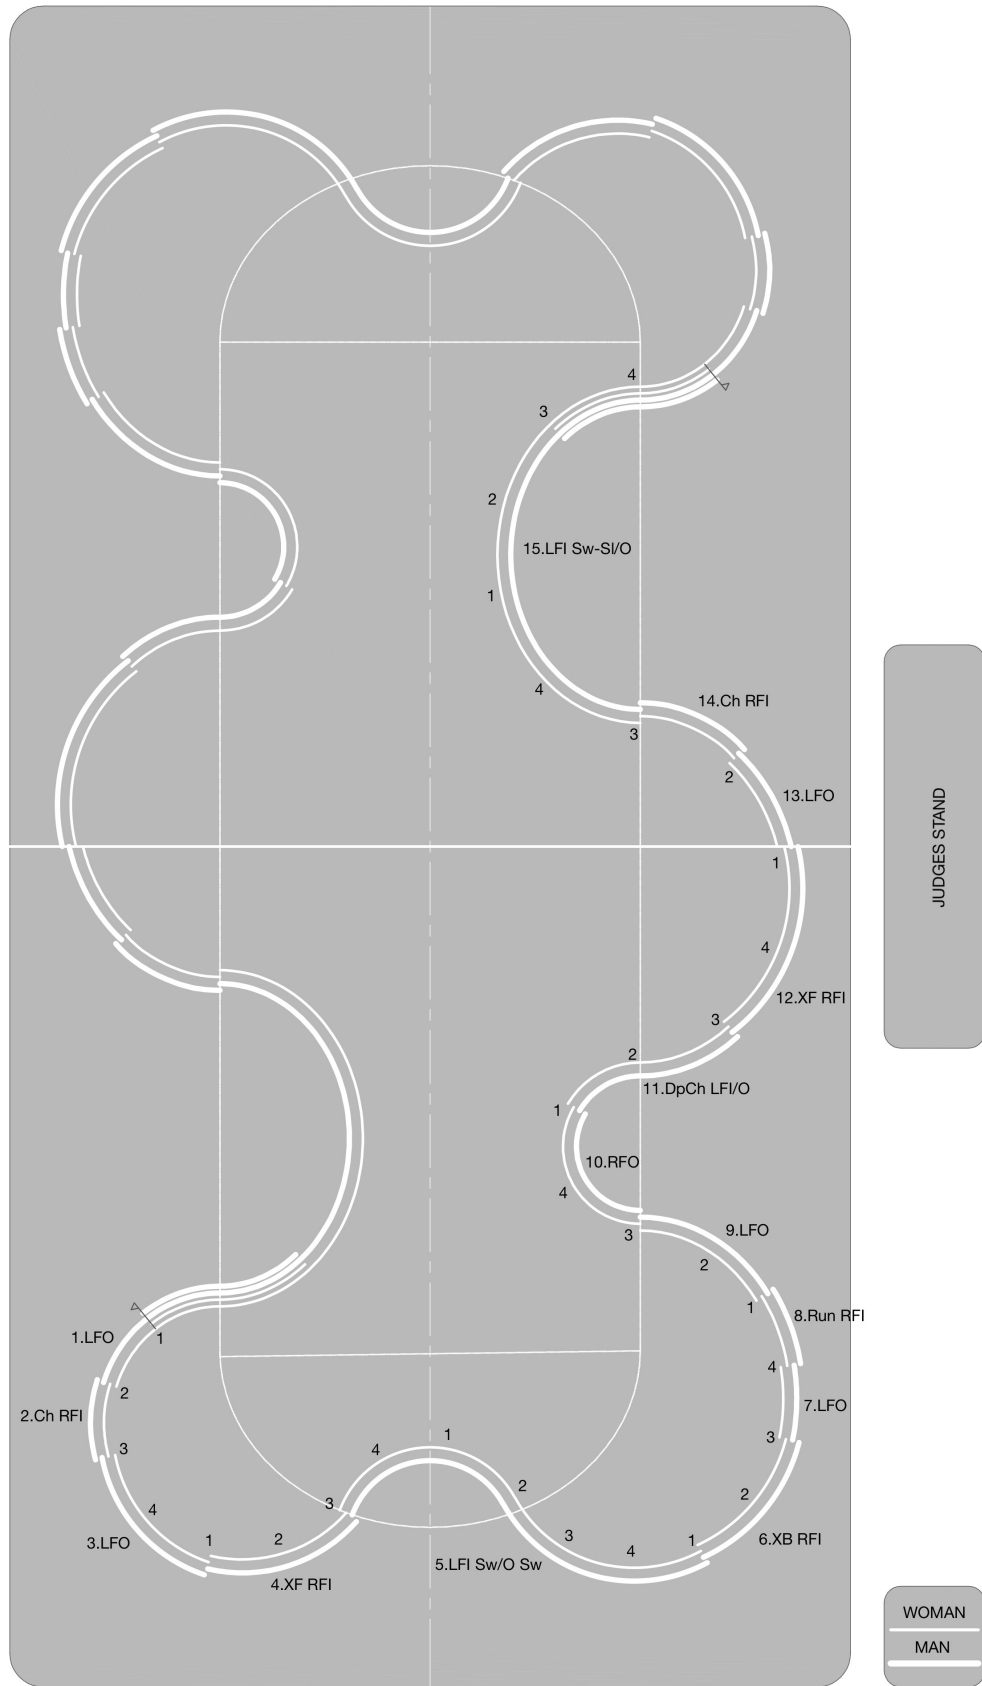 4
3
2
15.LFI Sw-Sl/O
1
4
14.Ch RFI
3
2
13.LFO
JUDGES STAND
1
4
12.XF RFI
3
2
11.DpCh LFI/O
1
10.RFO
4
9.LFO
3
2
1
8.Run RFI
1.LFO
1
4
2
7.LFO
2.Ch RFI
3
4
1
3
2
3
2
4
3
1
2
3
4
1
6.XB RFI
3.LFO
5.LFI Sw/O Sw
4.XF RFI
WOMAN
MAN